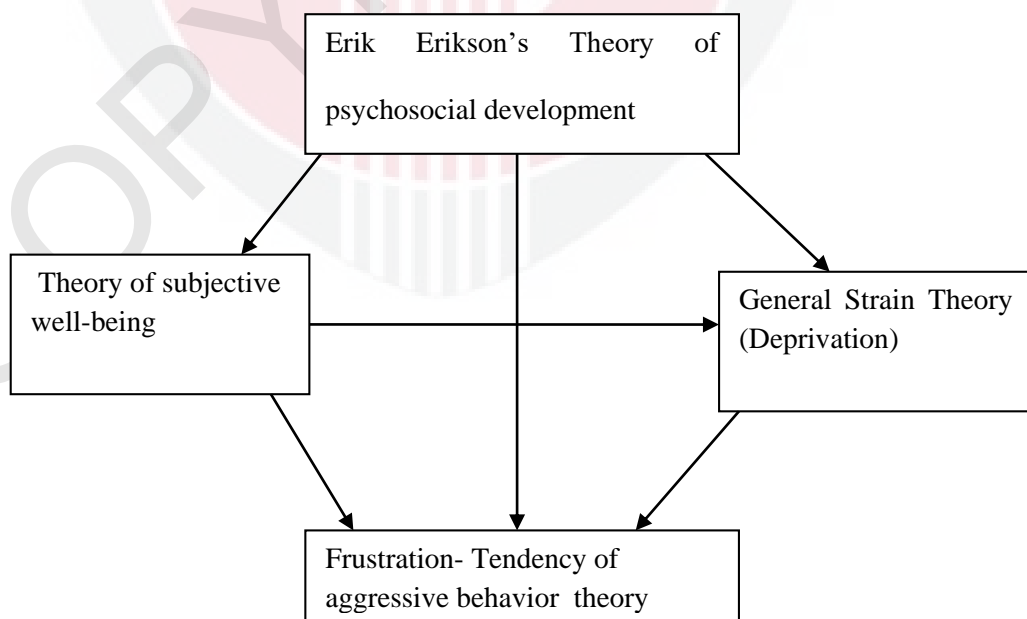 Erik Erikson's Theory of
psychosocial development
Theory of subjective
well-being
General Strain Theory
(Deprivation)
Frustration- Tendency of
aggressive behavior theory
OPY